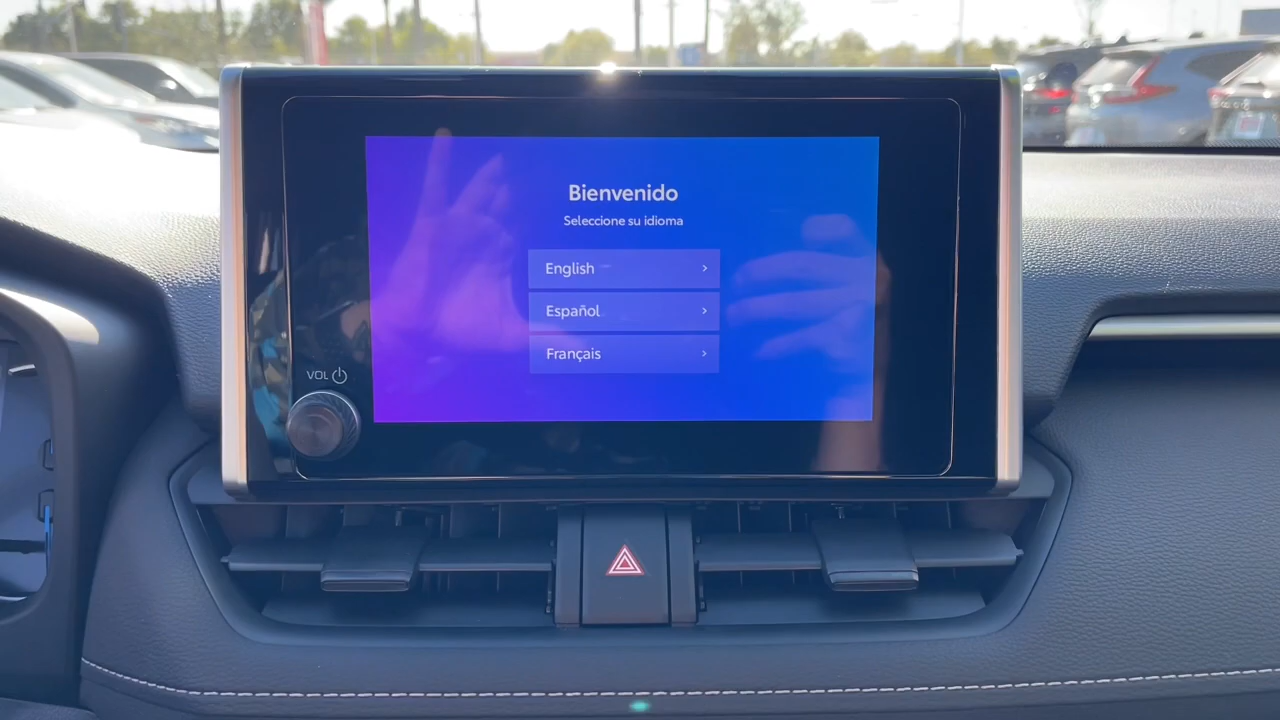 Bienvenido
Seleccione su idioma
English
Español
Français
VOL